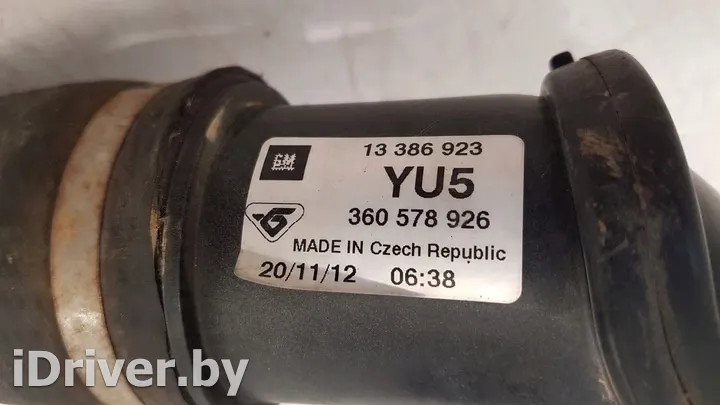 GM
13 386 923
YU5
360 578 926
MADE IN Czech Republic
20/11/12 06:38
iDriver.by